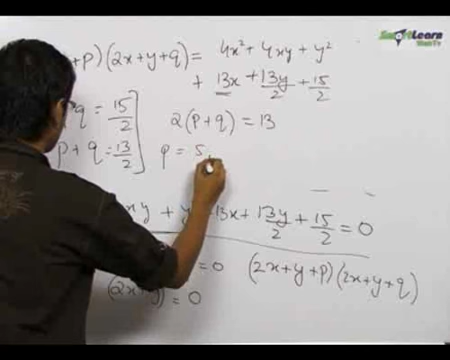 SmartLearn
+p)(2x+y+q) = 4x² + 4xy + y²
+ 13x + 13y/2 + 15/2
q = 15/2
2(p+q) = 13
p + q = 13/2
p = 5
xy + y 13x + 13y/2 + 15/2 = 0
= 0 (2x+y+p)(2x+y+q)
(2x+y) = 0